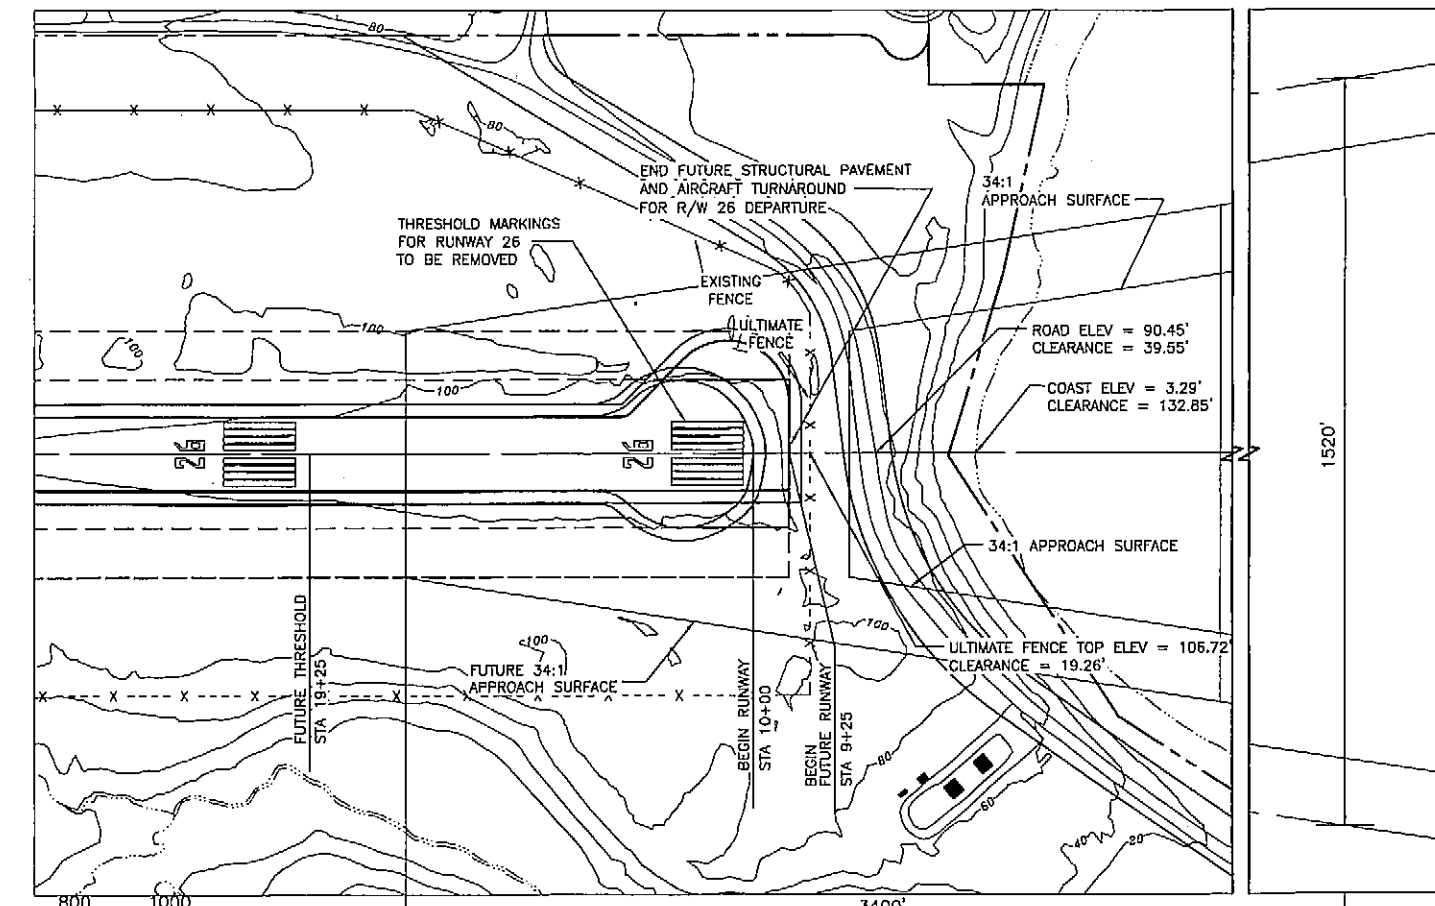 80
80
END FUTURE STRUCTURAL PAVEMENT
AND AIRCRAFT TURNAROUND
FOR R/W 26 DEPARTURE
34:1
APPROACH SURFACE
THRESHOLD MARKINGS
FOR RUNWAY 26
TO BE REMOVED
EXISTING
FENCE
100
100
ULTIMATE
FENCE
ROAD ELEV = 90.45'
CLEARANCE = 39.55'
100
COAST ELEV = 3.29'
CLEARANCE = 132.85'
26
26
1520'
34:1 APPROACH SURFACE
FUTURE THRESHOLD
STA 19+25
100
100
FUTURE 34:1
APPROACH SURFACE
ULTIMATE FENCE TOP ELEV = 106.72'
CLEARANCE = 19.26'
BEGIN RUNWAY
STA 10+00
BEGIN
FUTURE RUNWAY
STA 9+25
80
60
40
20
800
1000
3400'